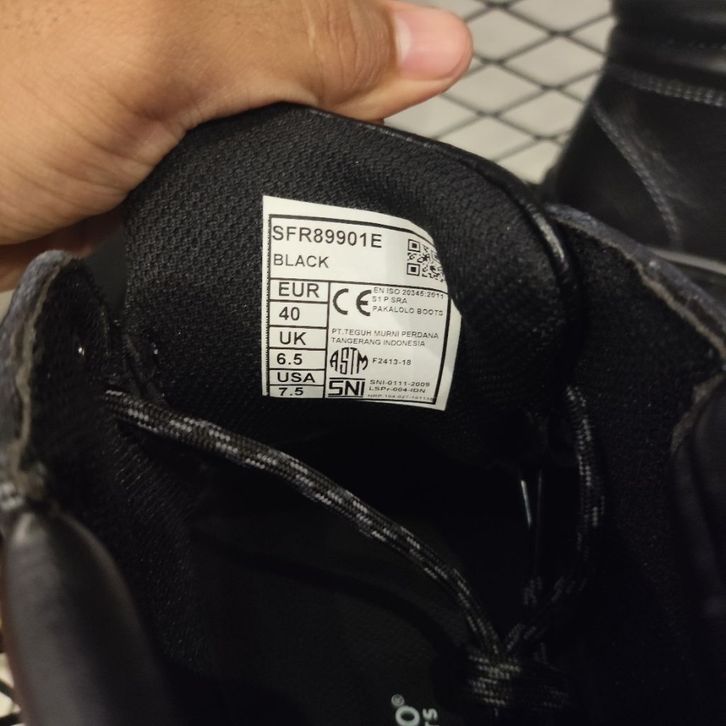 SFR89901E
BLACK
EUR
40
UK
6.5
USA
7.5
CE
EN ISO 20345:2011
S1 P SRA
PAKALOLO BOOTS
PT.TEGUH MURNI PERDANA
TANGERANG INDONESIA
ASTM
F2413-18
SNI
SNI-0111-2009
LSPr-004-IDN